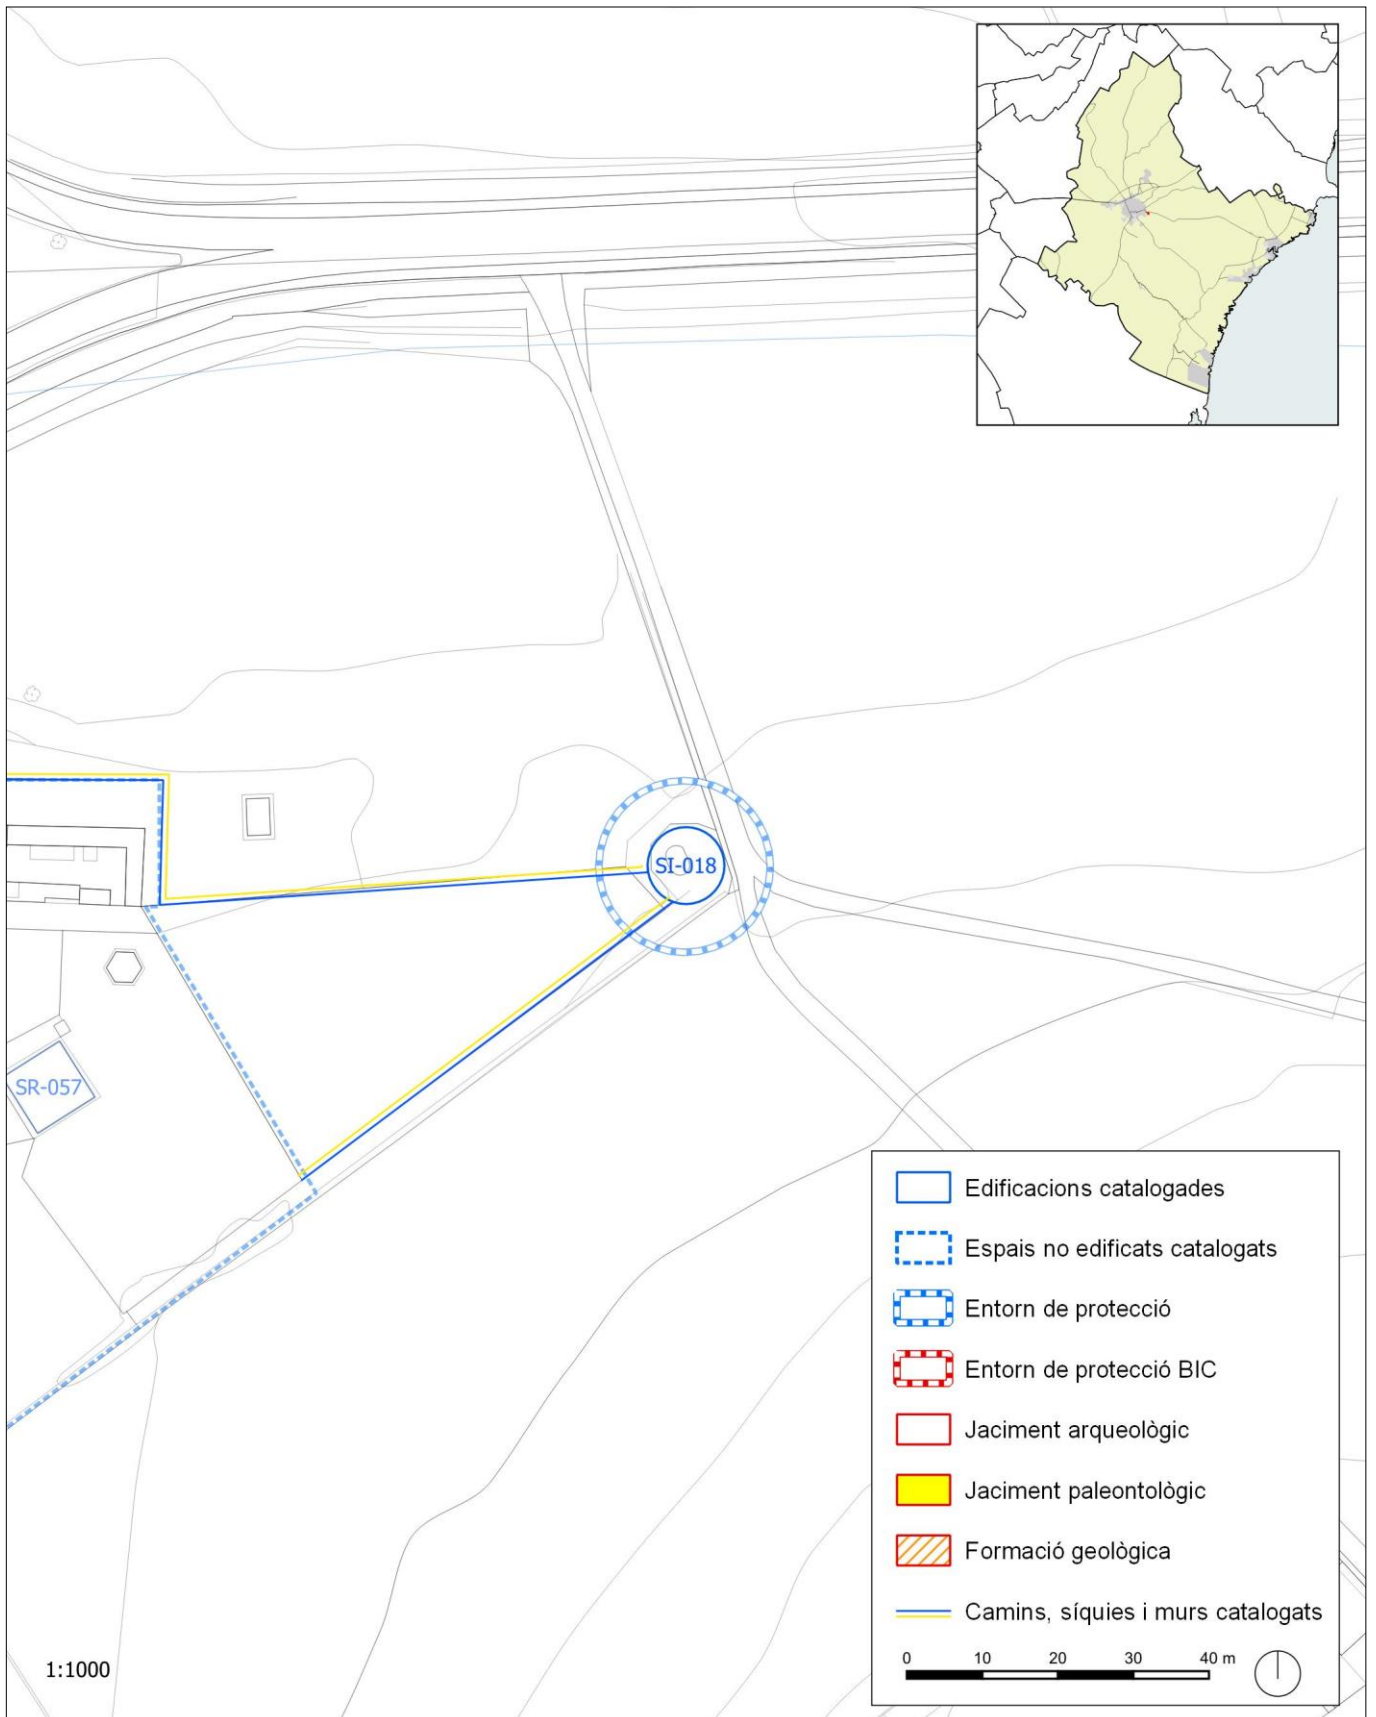 SI-018
SR-057
Edificacions catalogades
Espais no edificats catalogats
Entorn de protecció
Entorn de protecció BIC
Jaciment arqueològic
Jaciment paleontològic
Formació geològica
Camins, síquies i murs catalogats
0 10 20 30 40 m
1:1000